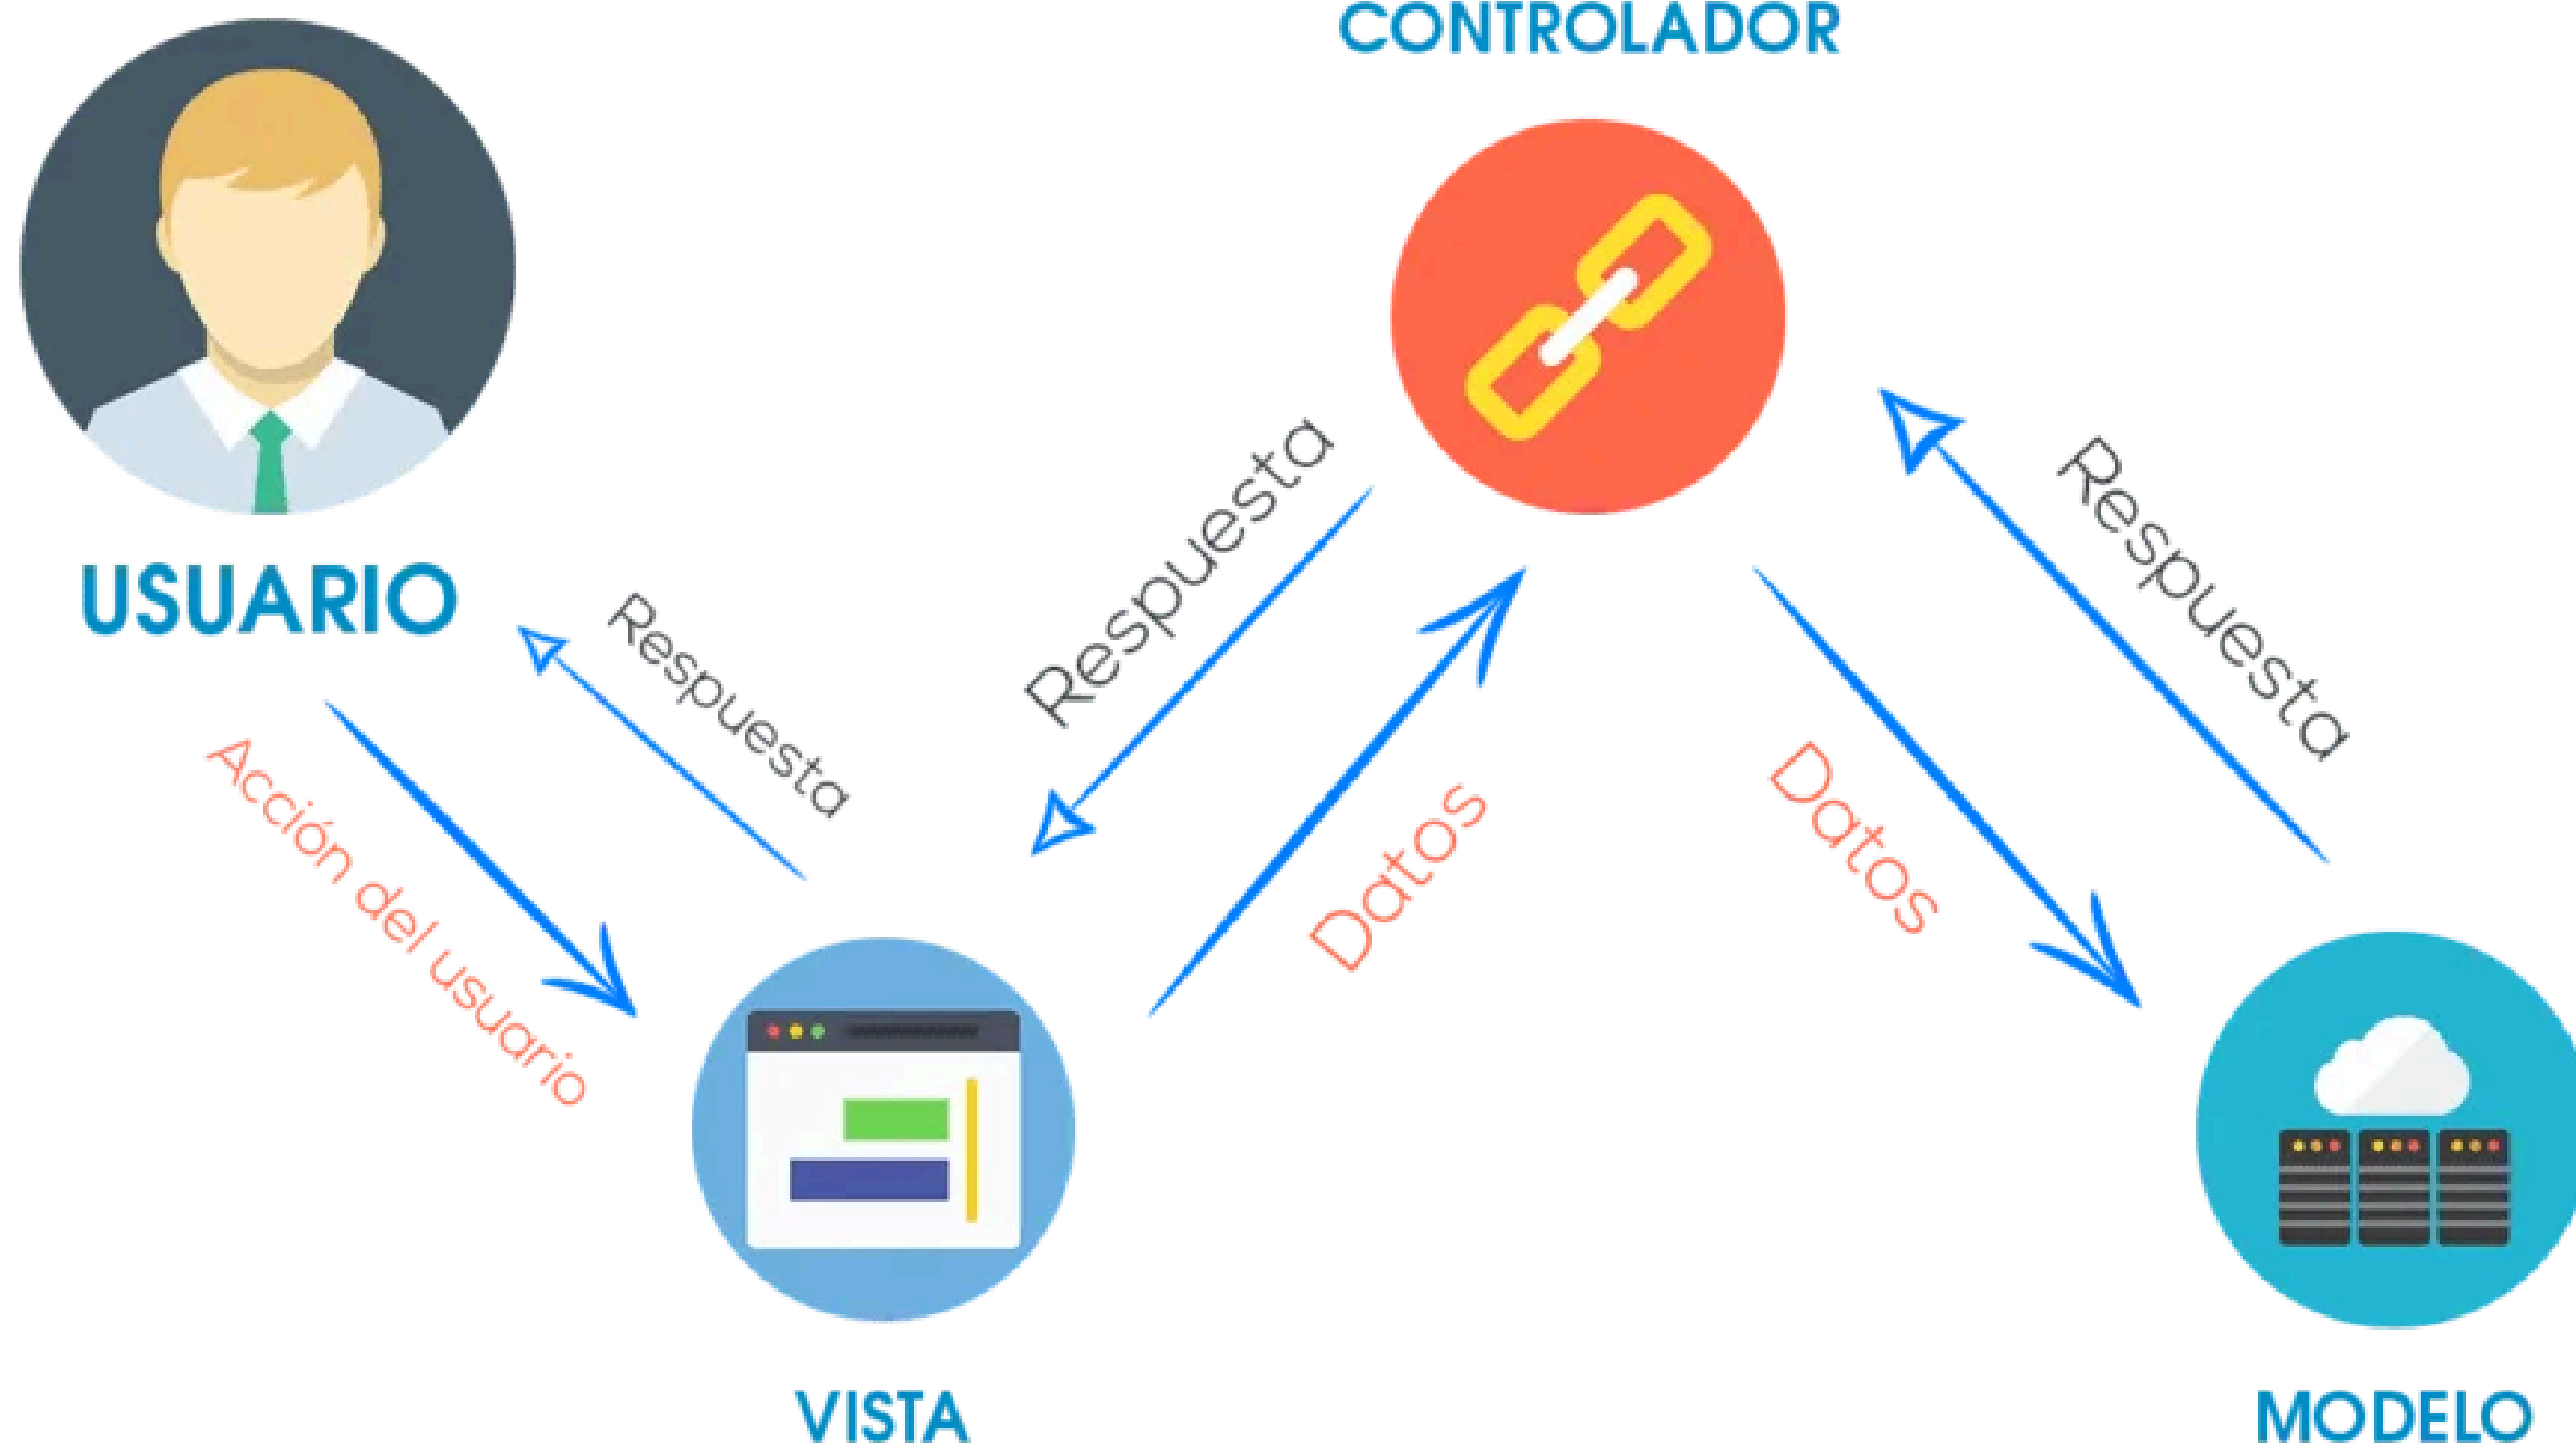 CONTROLADOR
USUARIO
Respuesta
Acción del usuario
Respuesta
Datos
Datos
Respuesta
VISTA
MODELO